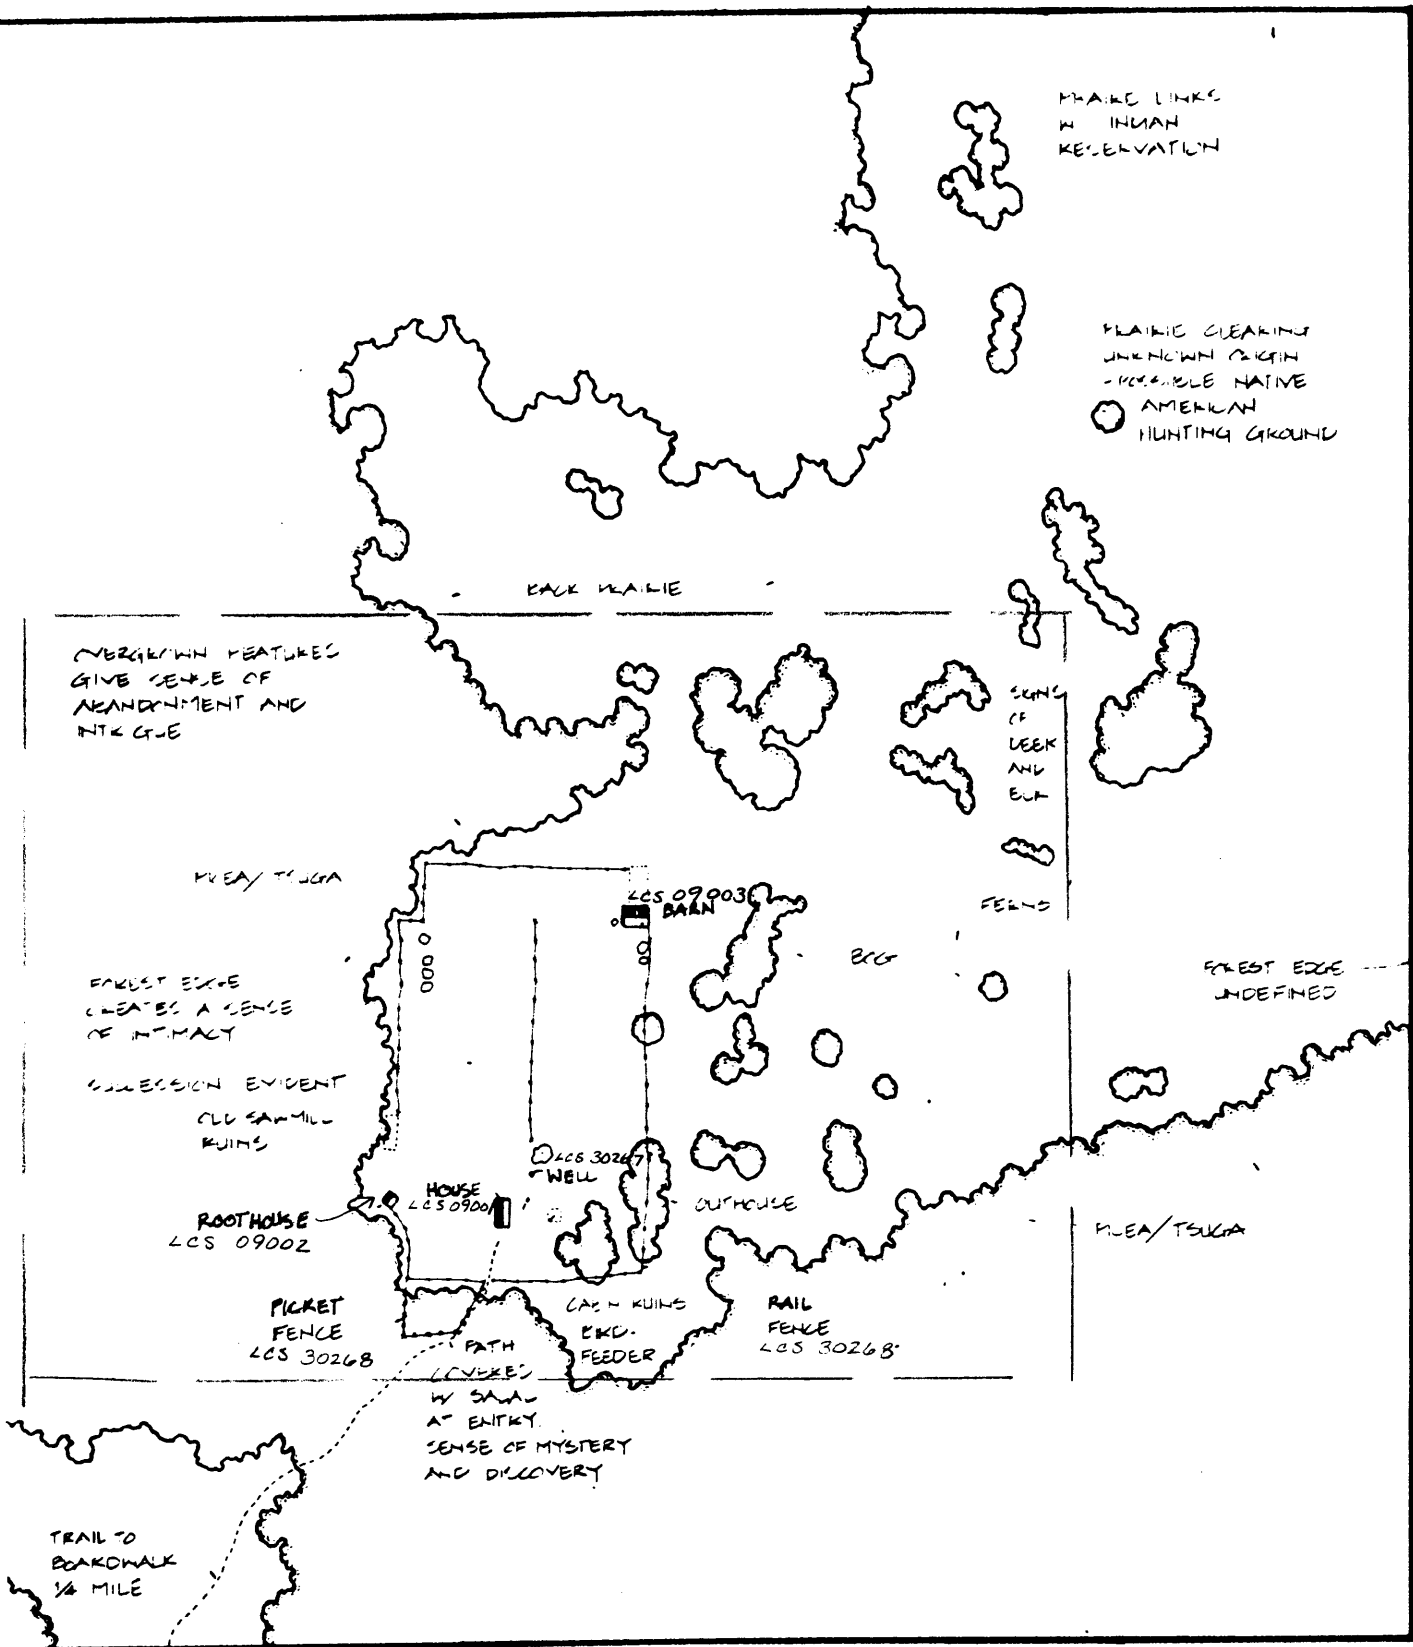 PRAIRE LINKS
W INDIAN
RESERVATION
PRAIRIE CLEARING
UNKNOWN ORIGIN
-POSSIBLE NATIVE
AMERICAN
HUNTING GROUND
BACK PRAIRIE
OVERGROWN FEATURES
GIVE SENSE OF
ABANDONMENT AND
SIGNS
OF
DEER
AND
ELK
PICEA/TSUGA
LCS 09003
BARN
FERNS
BOG
FOREST EDGE
CREATES A SENSE
OF INTIMACY
FOREST EDGE
UNDEFINED
SUCCESSION EVIDENT
OLD SAWMILL
RUINS
LCS 30267
WELL
HOUSE
LCS 09001
OUTHOUSE
ROOTHOUSE
LCS 09002
PICEA/TSUGA
PICKET
FENCE
LCS 30268
CABIN RUINS
BIRD-
FEEDER
RAIL
FENCE
LCS 30268
PATH
COVERED
W/ SALAL
AT ENTRY.
SENSE OF MYSTERY
AND DISCOVERY
TRAIL TO
BOARDWALK
1/4 MILE